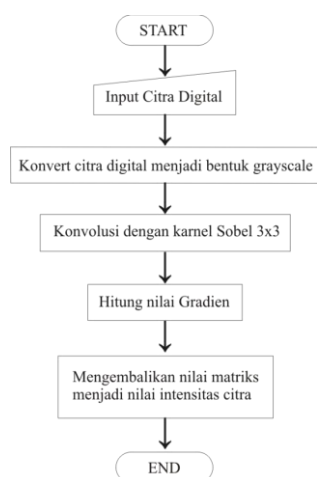 START
Input Citra Digital
Konvert citra digital menjadi bentuk grayscale
Konvolusi dengan karnel Sobel 3x3
Hitung nilai Gradien
Mengembalikan nilai matriks
menjadi nilai intensitas citra
END